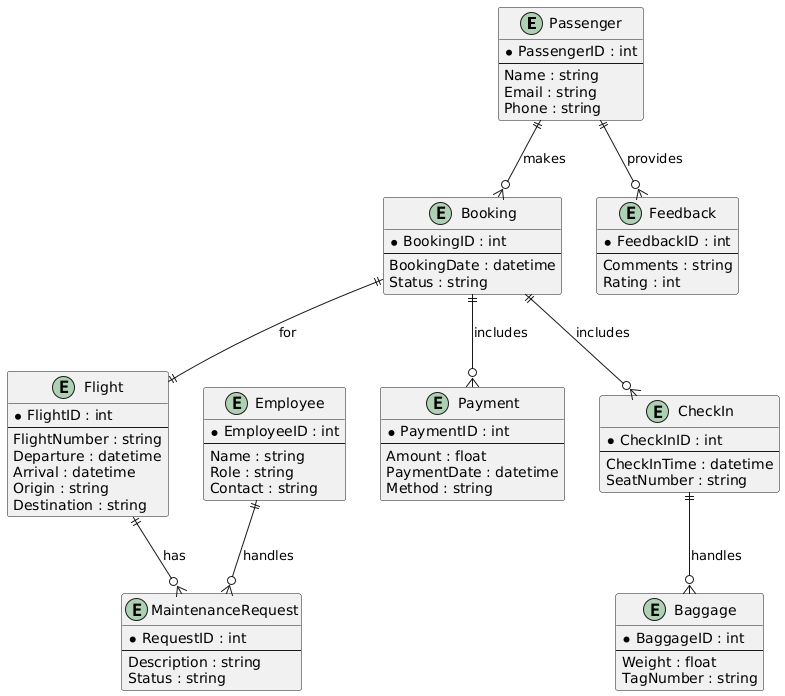 E Passenger
* PassengerID : int
Name : string
Email : string
Phone : string
makes
provides
E Booking
* BookingID : int
BookingDate : datetime
Status : string
E Feedback
* FeedbackID : int
Comments : string
Rating : int
for
includes
includes
E Flight
* FlightID : int
FlightNumber : string
Departure : datetime
Arrival : datetime
Origin : string
Destination : string
E Employee
* EmployeeID : int
Name : string
Role : string
Contact : string
E Payment
* PaymentID : int
Amount : float
PaymentDate : datetime
Method : string
E CheckIn
* CheckInID : int
CheckInTime : datetime
SeatNumber : string
has
handles
handles
E MaintenanceRequest
* RequestID : int
Description : string
Status : string
E Baggage
* BaggageID : int
Weight : float
TagNumber : string